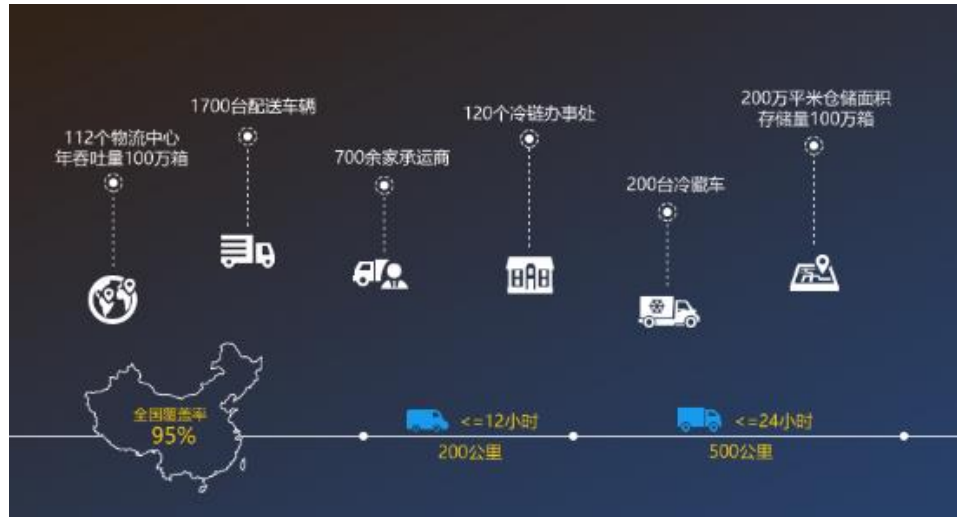 112个物流中心
年吞吐量100万箱
1700台配送车辆
700余家承运商
120个冷链办事处
200台冷藏车
200万平米仓储面积
存储量100万箱
全国覆盖率
95%
<=12小时
200公里
<=24小时
500公里